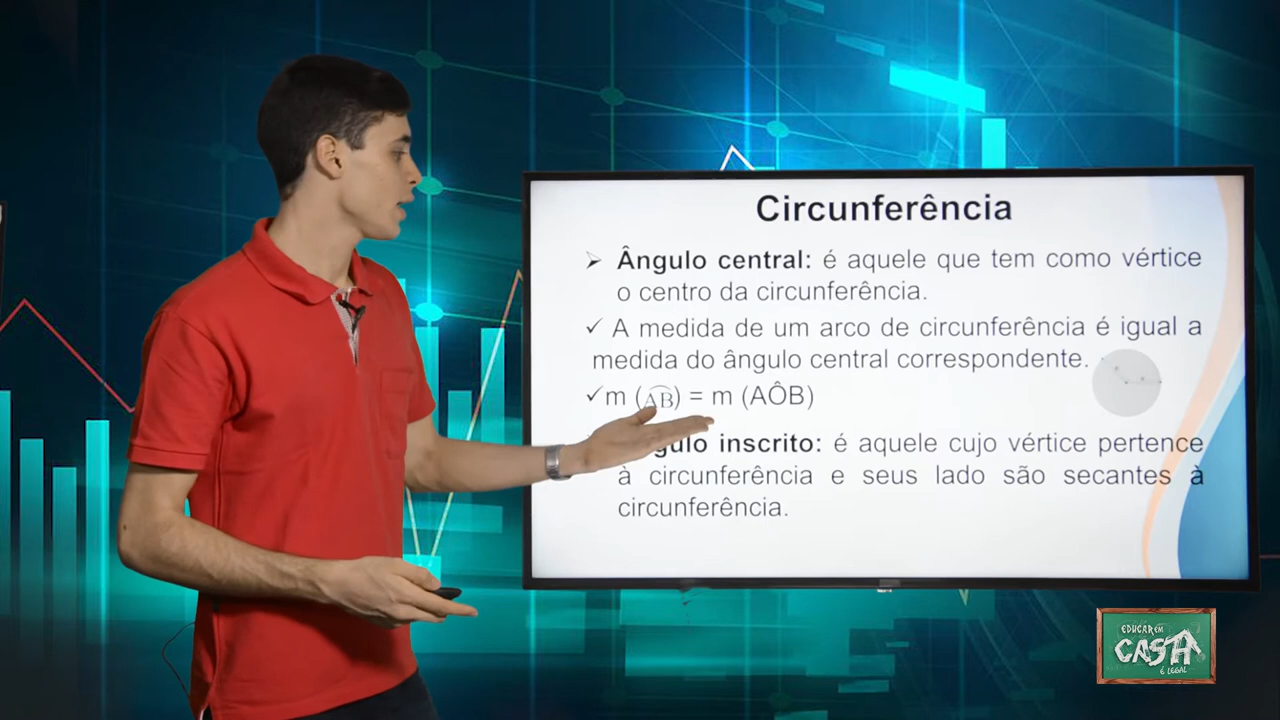 Circunferência
Ângulo central: é aquele que tem como vértice
o centro da circunferência.
A medida de um arco de circunferência é igual a
medida do ângulo central correspondente.
m (AB) = m (AÔB)
gulo inscrito: é aquele cujo vértice pertence
à circunferência e seus lado são secantes à
circunferência.
EDUCAR EM
CASA
É LEGAL